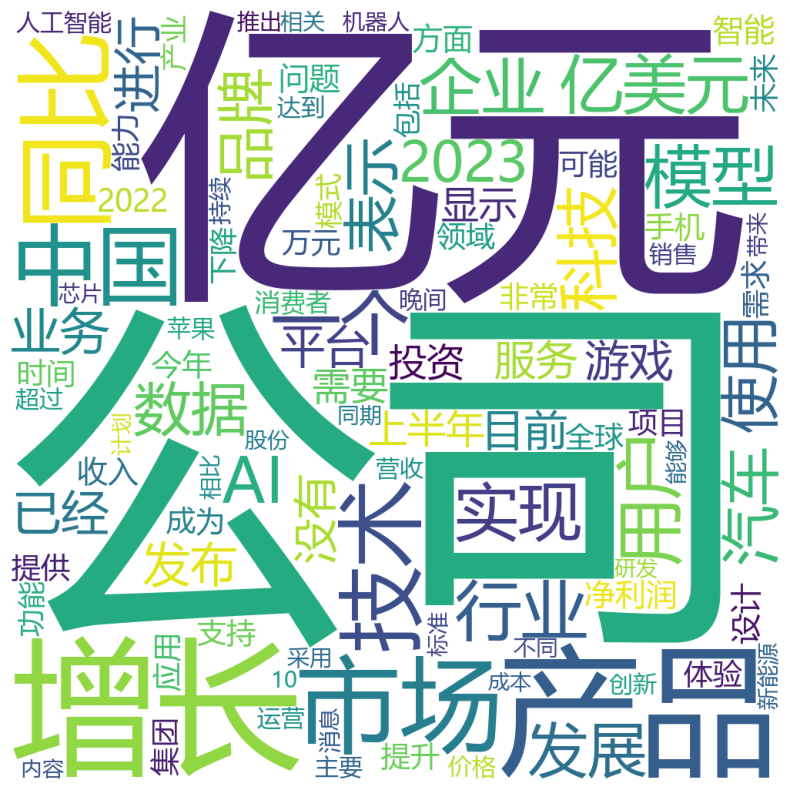 人工智能
推出
相关
机器人
方面
智能
亿元
同比
进行
产业
问题
达到
包括
企业
亿美元
未来
能力
品牌
2022
持续
模式
表示
2023
显示
可能
模型
中国
下降
万元
领域
科技
手机
销售
带来
芯片
消费者
晚间
非常
需求
业务
苹果
平台
个
公司
时间
今年
投资
服务
游戏
使用
超过
数据
需要
同期
上半年
目前
全球
项目
计划
股份
收入
相比
AI
营收
能够
用户
汽车
已经
成为
没有
技术
实现
提供
发布
行业
研发
净利润
设计
功能
应用
支持
采用
标准
不同
增长
10
市场
产品
体验
新能源
集团
运营
消息
成本
创新
发展
内容
主要
提升
价格